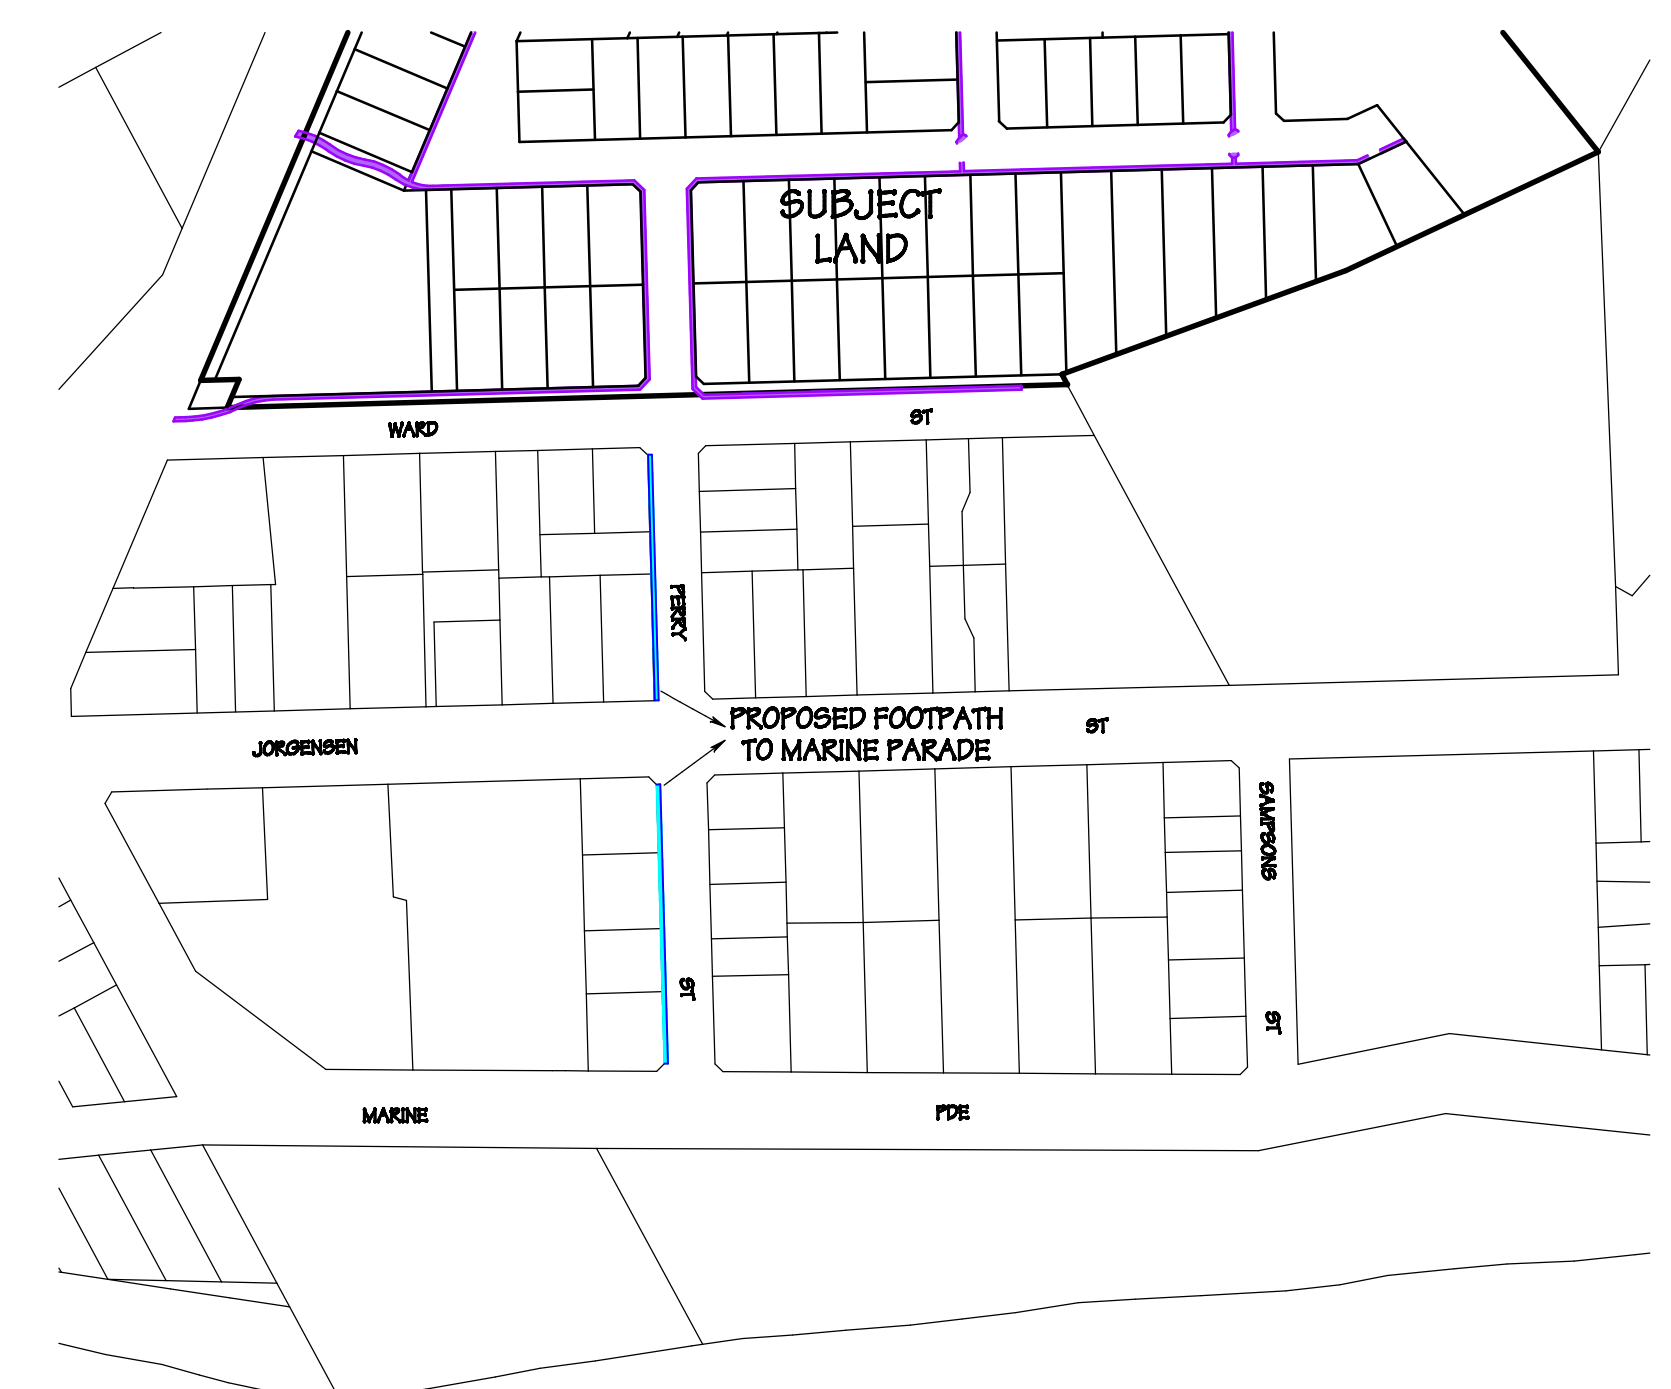 SUBJECT
LAND
WARD
ST
PERRY
PROPOSED FOOTPATH
TO MARINE PARADE
ST
JORGENSEN
SAMPSONS
ST
ST
MARINE
PDE